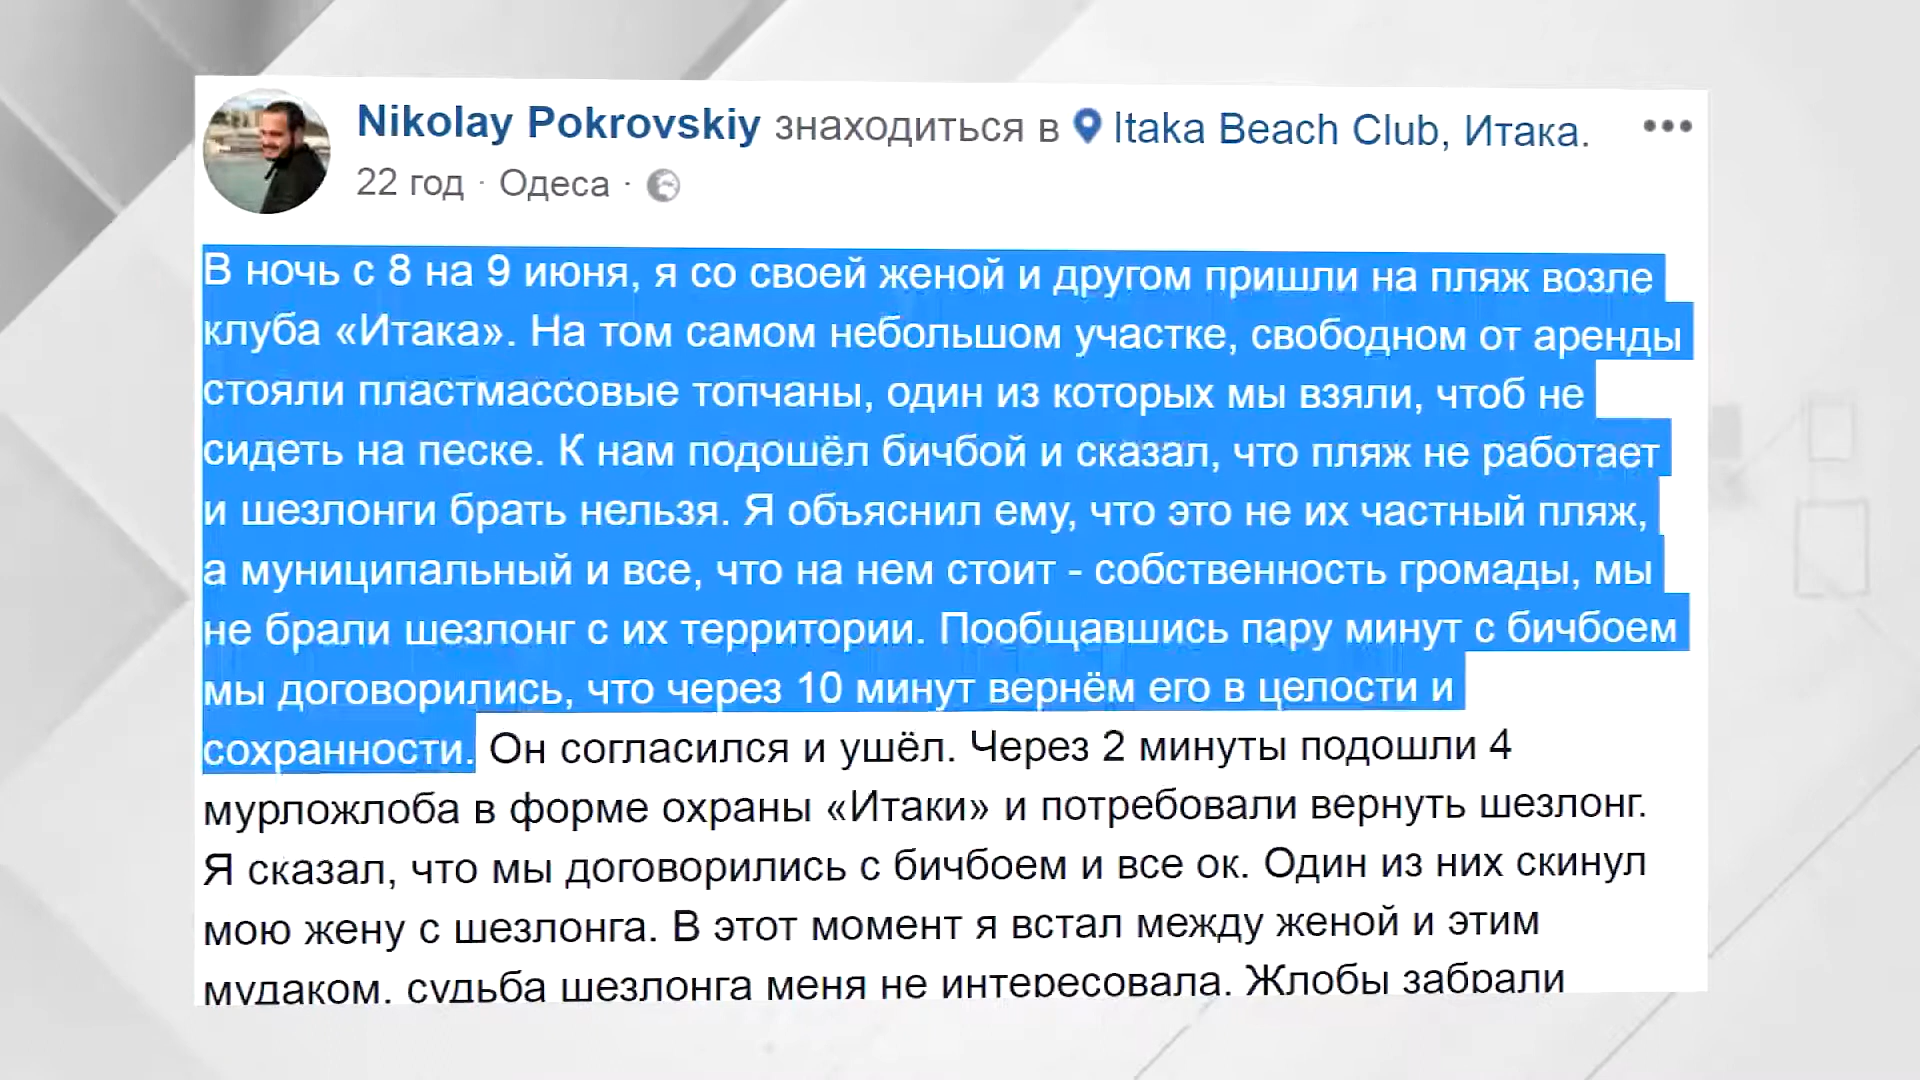 Nikolay Pokrovskiy знаходиться в Itaka Beach Club, Итака.
22 год · Одеса ·
В ночь с 8 на 9 июня, я со своей женой и другом пришли на пляж возле
клуба «Итака». На том самом небольшом участке, свободном от аренды
стояли пластмассовые топчаны, один из которых мы взяли, чтоб не
сидеть на песке. К нам подошёл бичбой и сказал, что пляж не работает
и шезлонги брать нельзя. Я объяснил ему, что это не их частный пляж,
а муниципальный и все, что на нем стоит - собственность громады, мы
не брали шезлонг с их территории. Пообщавшись пару минут с бичбоем
мы договорились, что через 10 минут вернём его в целости и
сохранности. Он согласился и ушёл. Через 2 минуты подошли 4
мурложлоба в форме охраны «Итаки» и потребовали вернуть шезлонг.
Я сказал, что мы договорились с бичбоем и все ок. Один из них скинул
мою жену с шезлонга. В этот момент я встал между женой и этим
мудаком. судьба шезлонга меня не интересовала. Жлобы забрали